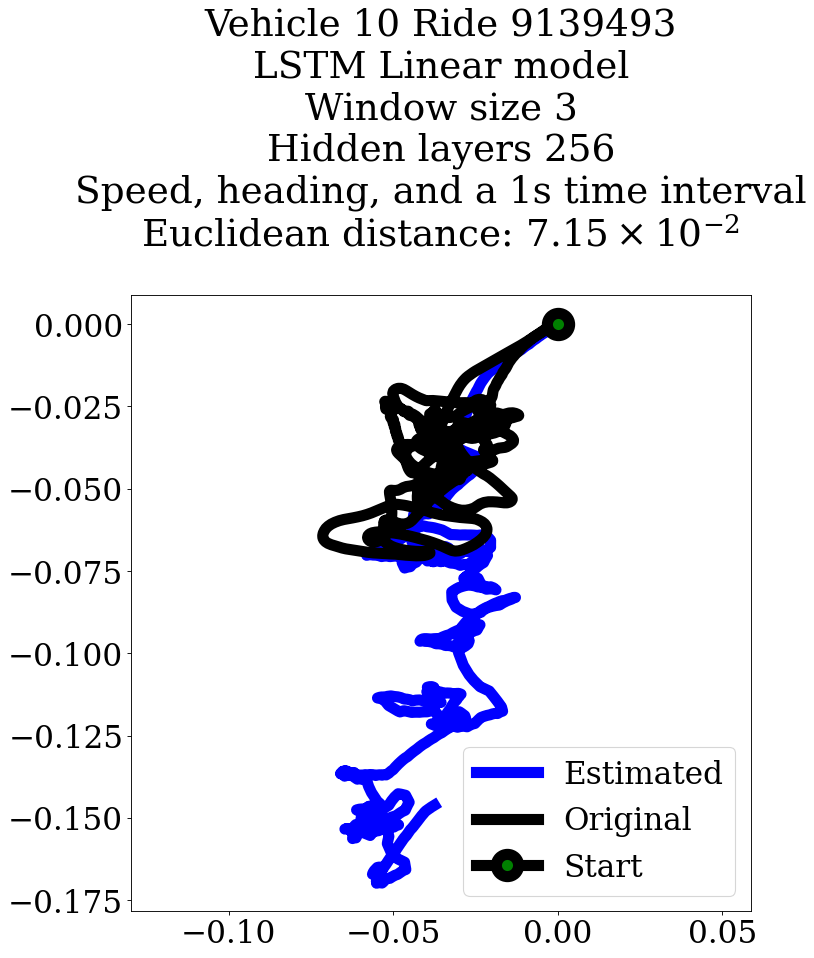 Vehicle 10 Ride 9139493
LSTM Linear model
Window size 3
Hidden layers 256
Speed, heading, and a 1s time interval
Euclidean distance: 7.15 × 10⁻²
0.000
−0.025
−0.050
−0.075
−0.100
−0.125
−0.150
−0.175
Estimated
Original
Start
−0.10 −0.05 0.00 0.05